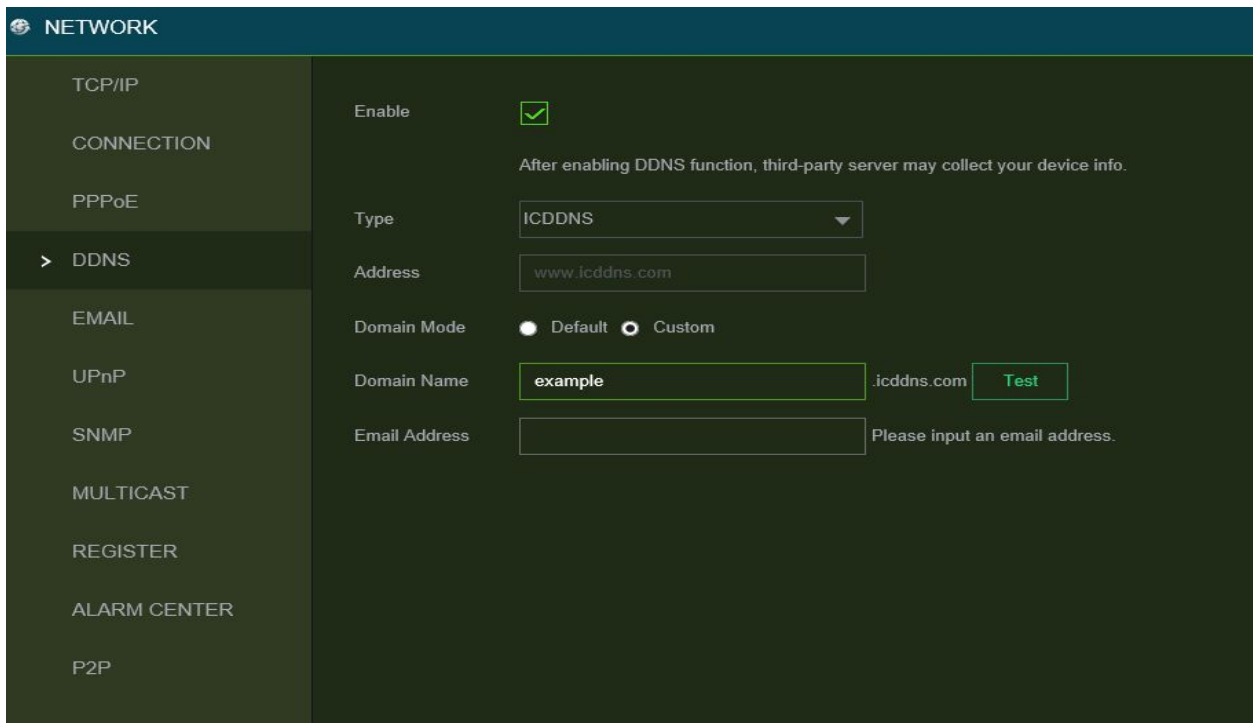 NETWORK
TCP/IP
CONNECTION
PPPoE
DDNS
EMAIL
UPnP
SNMP
MULTICAST
REGISTER
ALARM CENTER
P2P
Enable
After enabling DDNS function, third-party server may collect your device info.
Type ICDDNS
Address www.icddns.com
Domain Mode Default Custom
Domain Name example .icddns.com Test
Email Address Please input an email address.